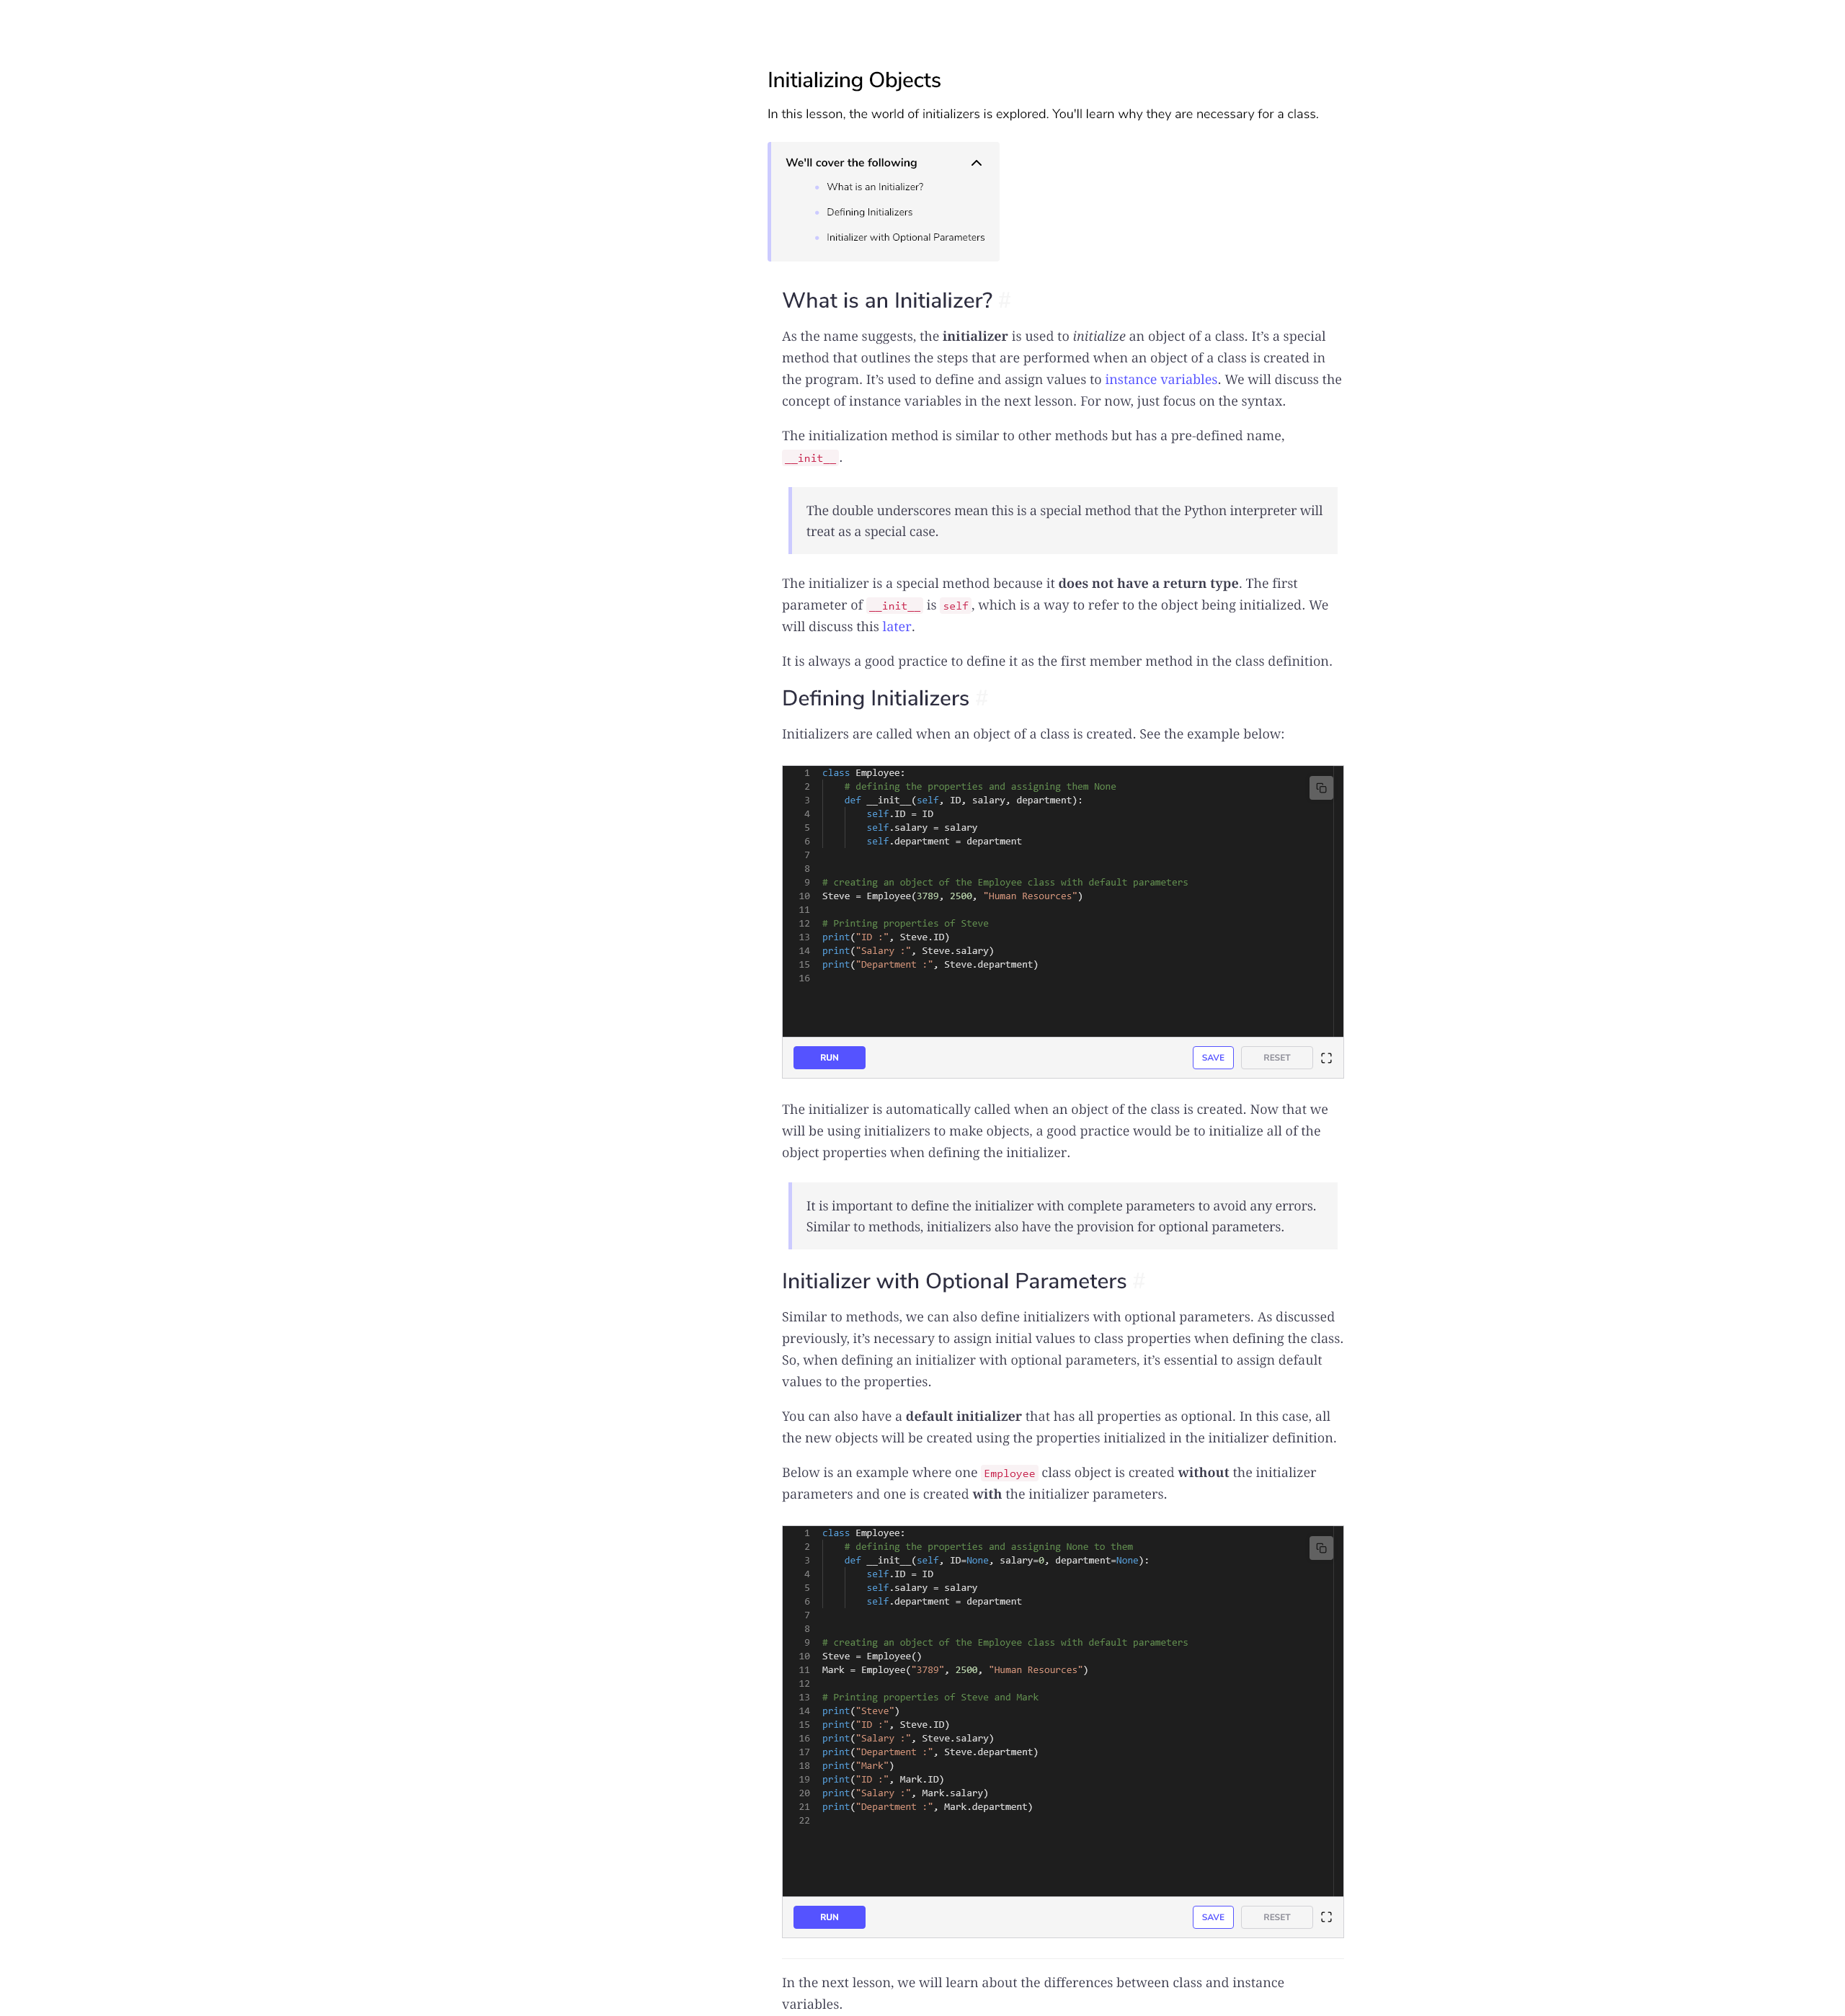 Initializing Objects
In this lesson, the world of initializers is explored. You'll learn why they are necessary for a class.
We'll cover the following
What is an Initializer?
Defining Initializers
Initializer with Optional Parameters
What is an Initializer? #
As the name suggests, the initializer is used to initialize an object of a class. It’s a special
method that outlines the steps that are performed when an object of a class is created in
the program. It’s used to define and assign values to instance variables. We will discuss the
concept of instance variables in the next lesson. For now, just focus on the syntax.
The initialization method is similar to other methods but has a pre-defined name,
__init__.
The double underscores mean this is a special method that the Python interpreter will
treat as a special case.
The initializer is a special method because it does not have a return type. The first
parameter of __init__ is self, which is a way to refer to the object being initialized. We
will discuss this later.
It is always a good practice to define it as the first member method in the class definition.
Defining Initializers #
Initializers are called when an object of a class is created. See the example below:
1 class Employee:
2     # defining the properties and assigning them None
3     def __init__(self, ID, salary, department):
4         self.ID = ID
5         self.salary = salary
6         self.department = department
7
8
9 # creating an object of the Employee class with default parameters
10 Steve = Employee(3789, 2500, "Human Resources")
11
12 # Printing properties of Steve
13 print("ID :", Steve.ID)
14 print("Salary :", Steve.salary)
15 print("Department :", Steve.department)
16
RUN SAVE RESET
The initializer is automatically called when an object of the class is created. Now that we
will be using initializers to make objects, a good practice would be to initialize all of the
object properties when defining the initializer.
It is important to define the initializer with complete parameters to avoid any errors.
Similar to methods, initializers also have the provision for optional parameters.
Initializer with Optional Parameters #
Similar to methods, we can also define initializers with optional parameters. As discussed
previously, it’s necessary to assign initial values to class properties when defining the class.
So, when defining an initializer with optional parameters, it’s essential to assign default
values to the properties.
You can also have a default initializer that has all properties as optional. In this case, all
the new objects will be created using the properties initialized in the initializer definition.
Below is an example where one Employee class object is created without the initializer
parameters and one is created with the initializer parameters.
1 class Employee:
2     # defining the properties and assigning None to them
3     def __init__(self, ID=None, salary=0, department=None):
4         self.ID = ID
5         self.salary = salary
6         self.department = department
7
8
9 # creating an object of the Employee class with default parameters
10 Steve = Employee()
11 Mark = Employee("3789", 2500, "Human Resources")
12
13 # Printing properties of Steve and Mark
14 print("Steve")
15 print("ID :", Steve.ID)
16 print("Salary :", Steve.salary)
17 print("Department :", Steve.department)
18 print("Mark")
19 print("ID :", Mark.ID)
20 print("Salary :", Mark.salary)
21 print("Department :", Mark.department)
22
RUN SAVE RESET
In the next lesson, we will learn about the differences between class and instance
variables.